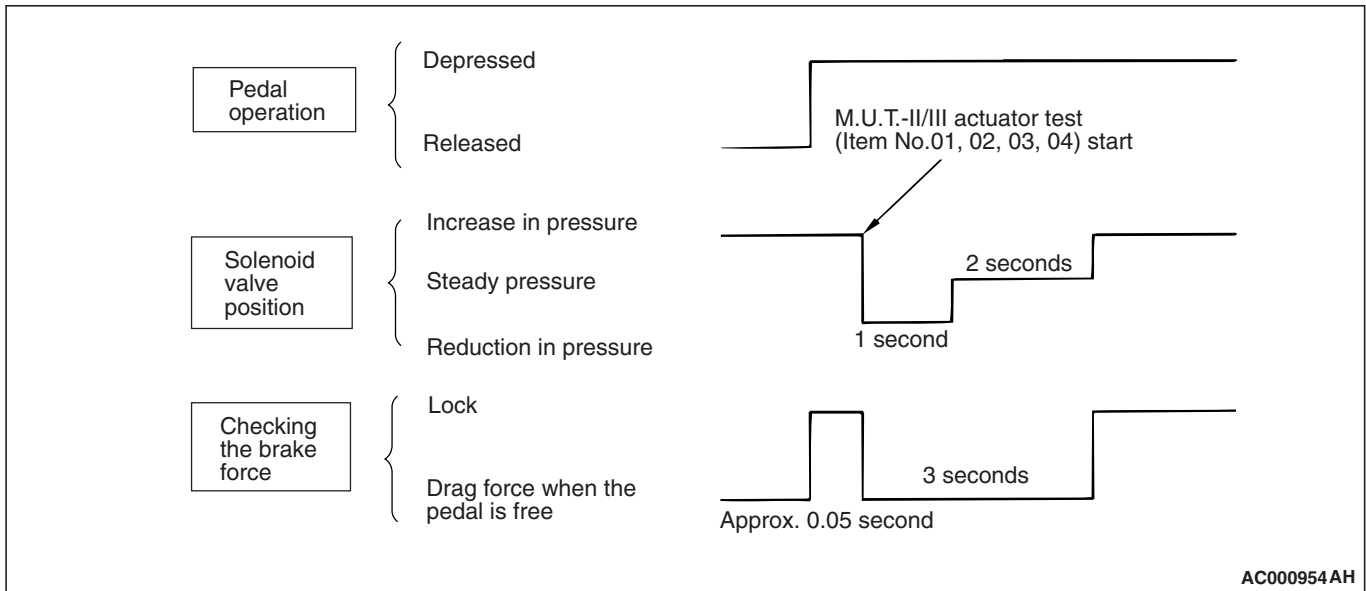 Pedal
operation
Depressed
Released
M.U.T.-II/III actuator test
(Item No.01, 02, 03, 04) start
Solenoid
valve
position
Increase in pressure
Steady pressure
Reduction in pressure
2 seconds
1 second
Checking
the brake
force
Lock
Drag force when the
pedal is free
3 seconds
Approx. 0.05 second
AC000954AH